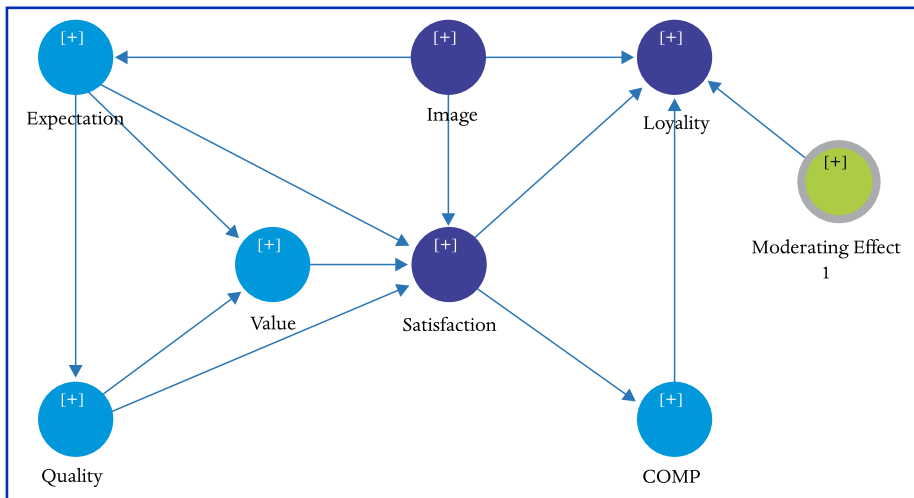 [+]
[+]
[+]
Expectation
Image
Loyality
[+]
Moderating Effect
1
[+]
[+]
Value
Satisfaction
[+]
[+]
Quality
COMP